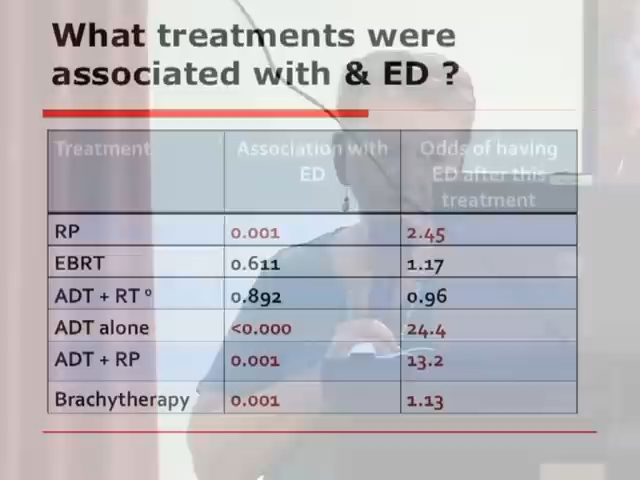 What treatments were
associated with & ED ?
Treatment Association with ED Odds of having ED after this treatment
RP 0.001 2.45
EBRT 0.611 1.17
ADT + RT º 0.892 0.96
ADT alone <0.000 24.4
ADT + RP 0.001 13.2
Brachytherapy 0.001 1.13